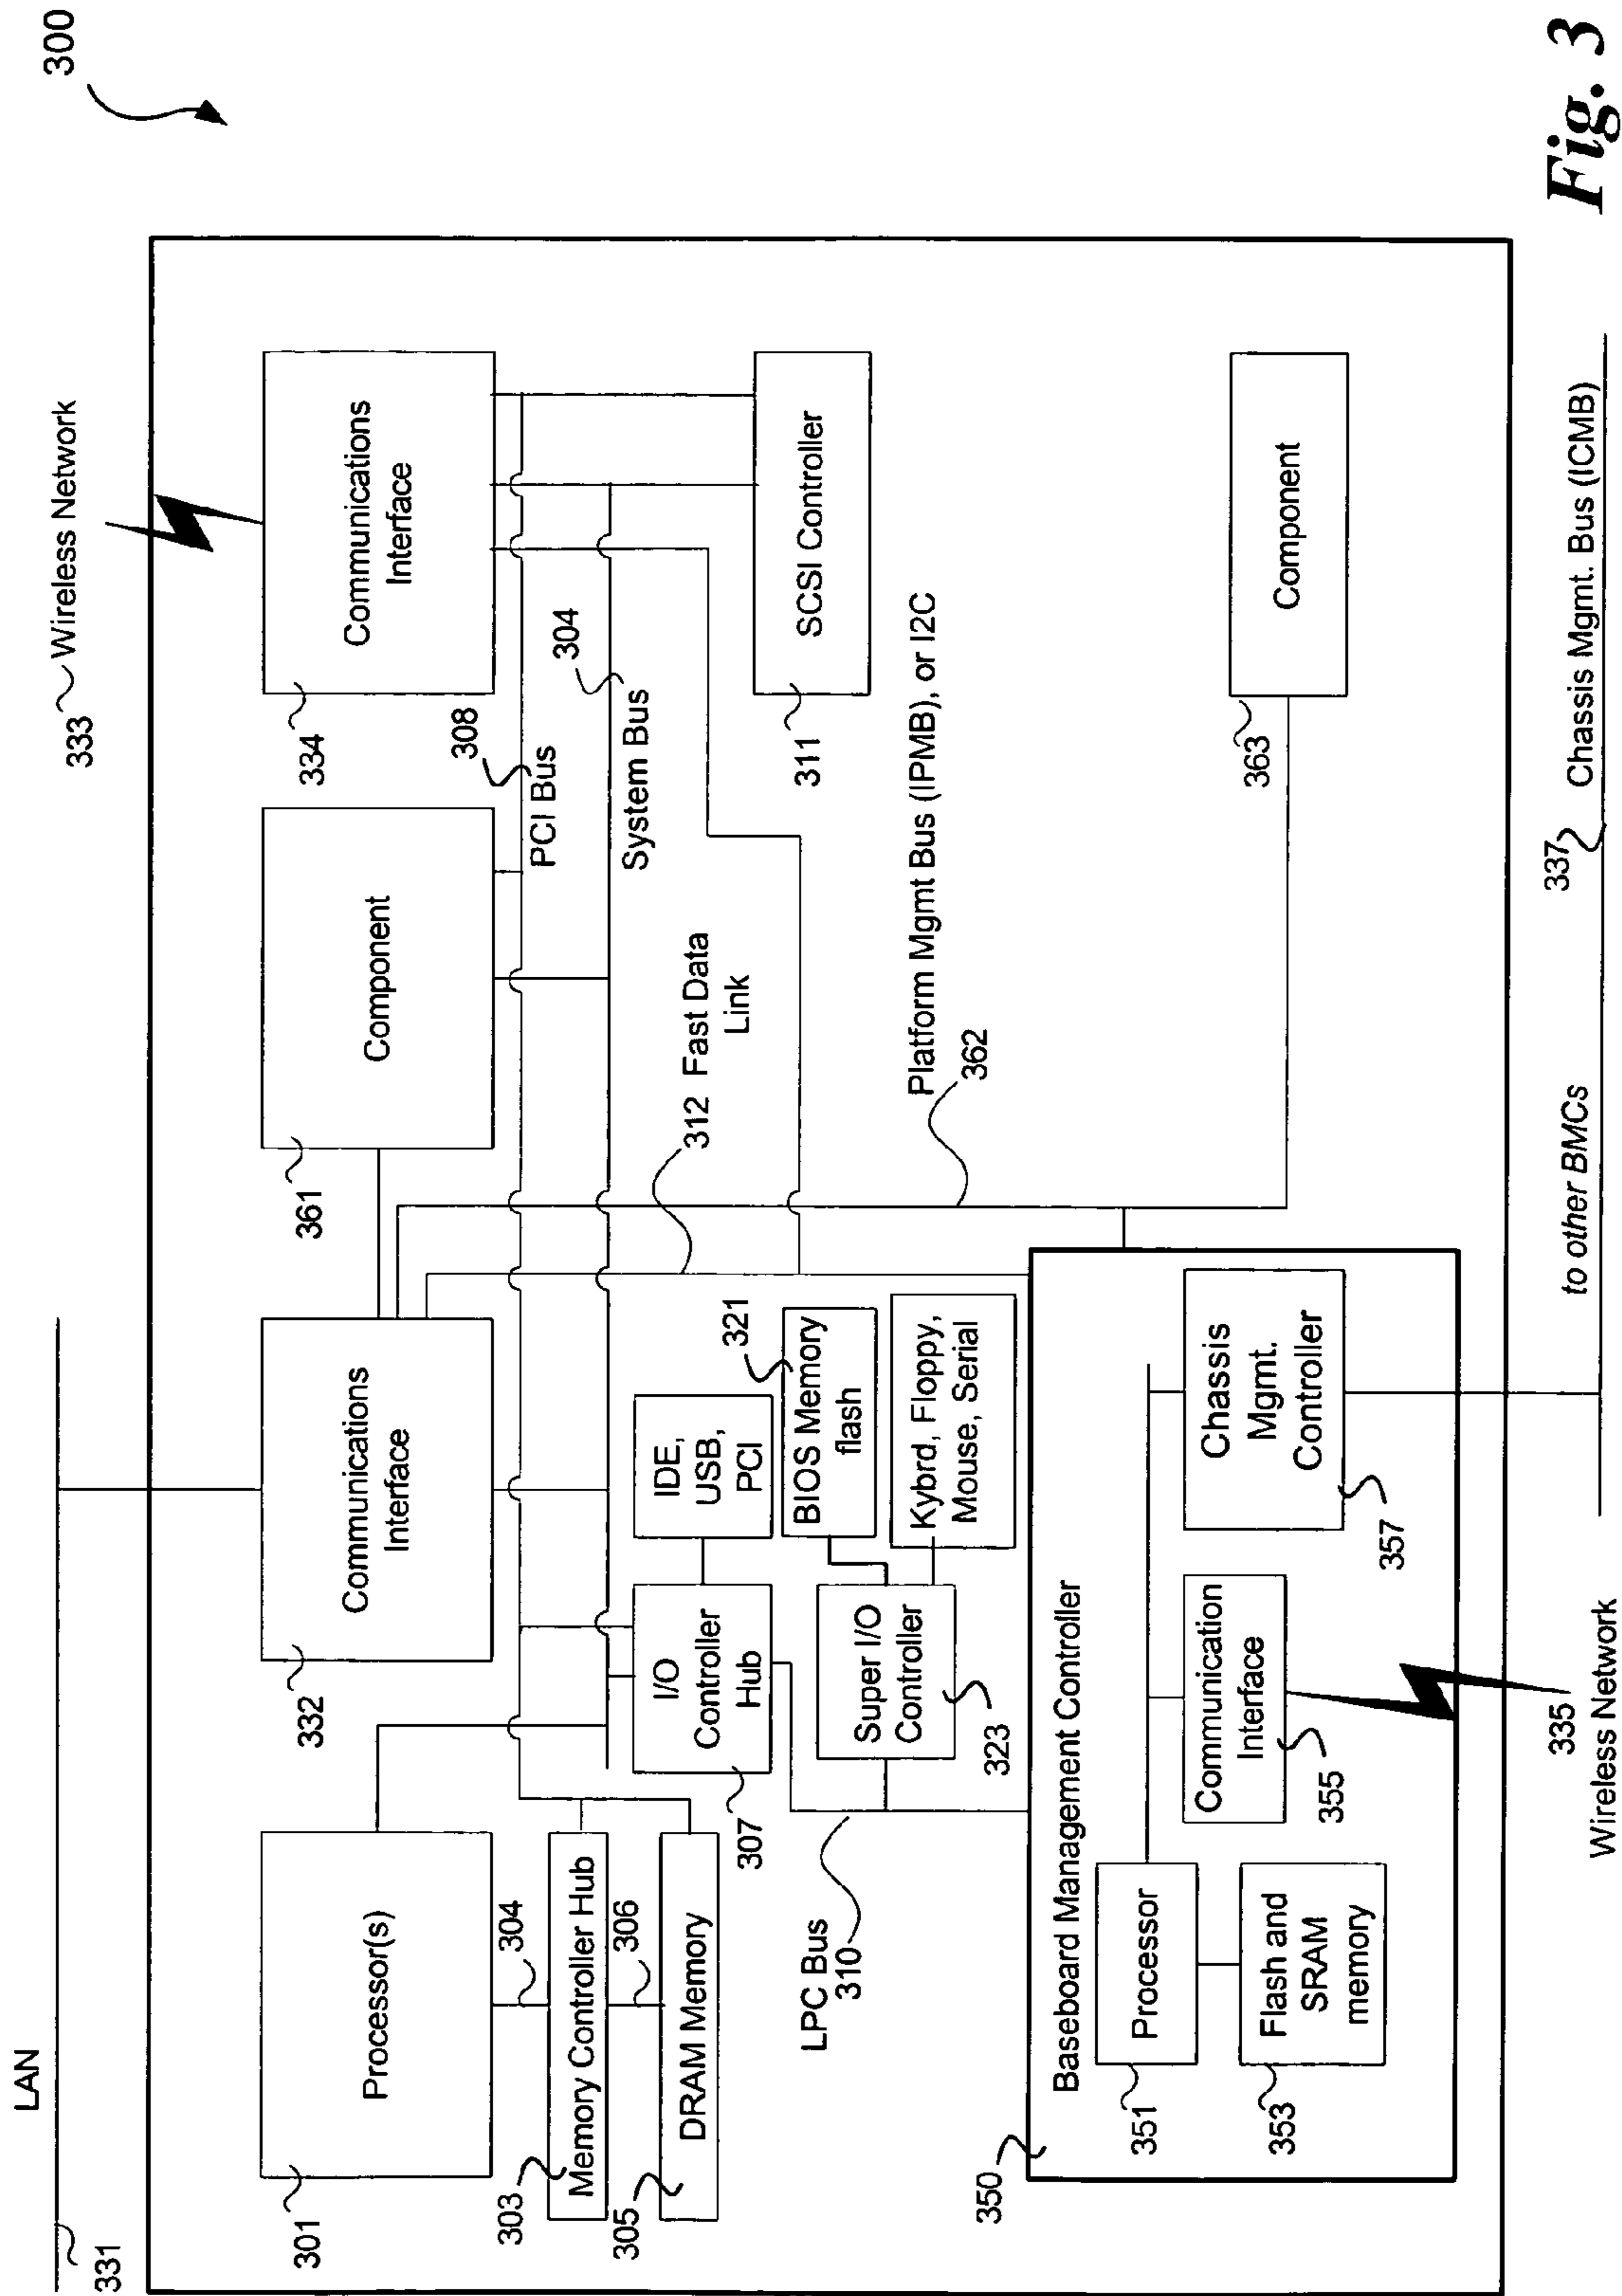 300
LAN
331
333
Wireless Network
Processor(s)
301
Communications
Interface
332
Component
361
Communications
Interface
334
304
303
Memory Controller Hub
306
305
DRAM Memory
308
PCI Bus
304
System Bus
I/O
Controller
Hub
307
IDE,
USB,
PCI
312 Fast Data
Link
SCSI Controller
311
LPC Bus
310
Super I/O
Controller
323
321
BIOS Memory
flash
Kybrd, Floppy,
Mouse, Serial
Platform Mgmt Bus (IPMB), or I2C
362
Component
363
350
Baseboard Management Controller
Processor
351
Flash and
SRAM
memory
353
Communication
Interface
355
Chassis
Mgmt.
Controller
357
335
Wireless Network
to other BMCs
337
Chassis Mgmt. Bus (ICMB)
Fig. 3